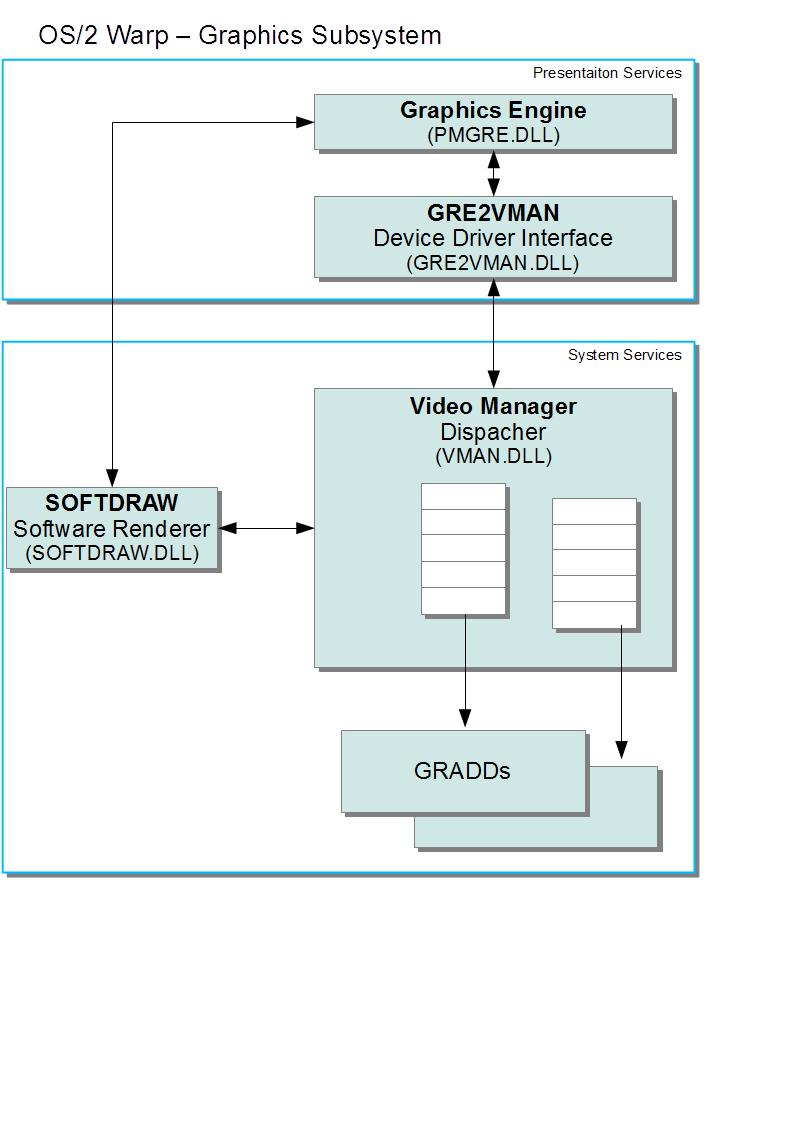 OS/2 Warp – Graphics Subsystem
Presentaiton Services
Graphics Engine
(PMGRE.DLL)
GRE2VMAN
Device Driver Interface
(GRE2VMAN.DLL)
System Services
Video Manager
Dispacher
(VMAN.DLL)
SOFTDRAW
Software Renderer
(SOFTDRAW.DLL)
GRADDs